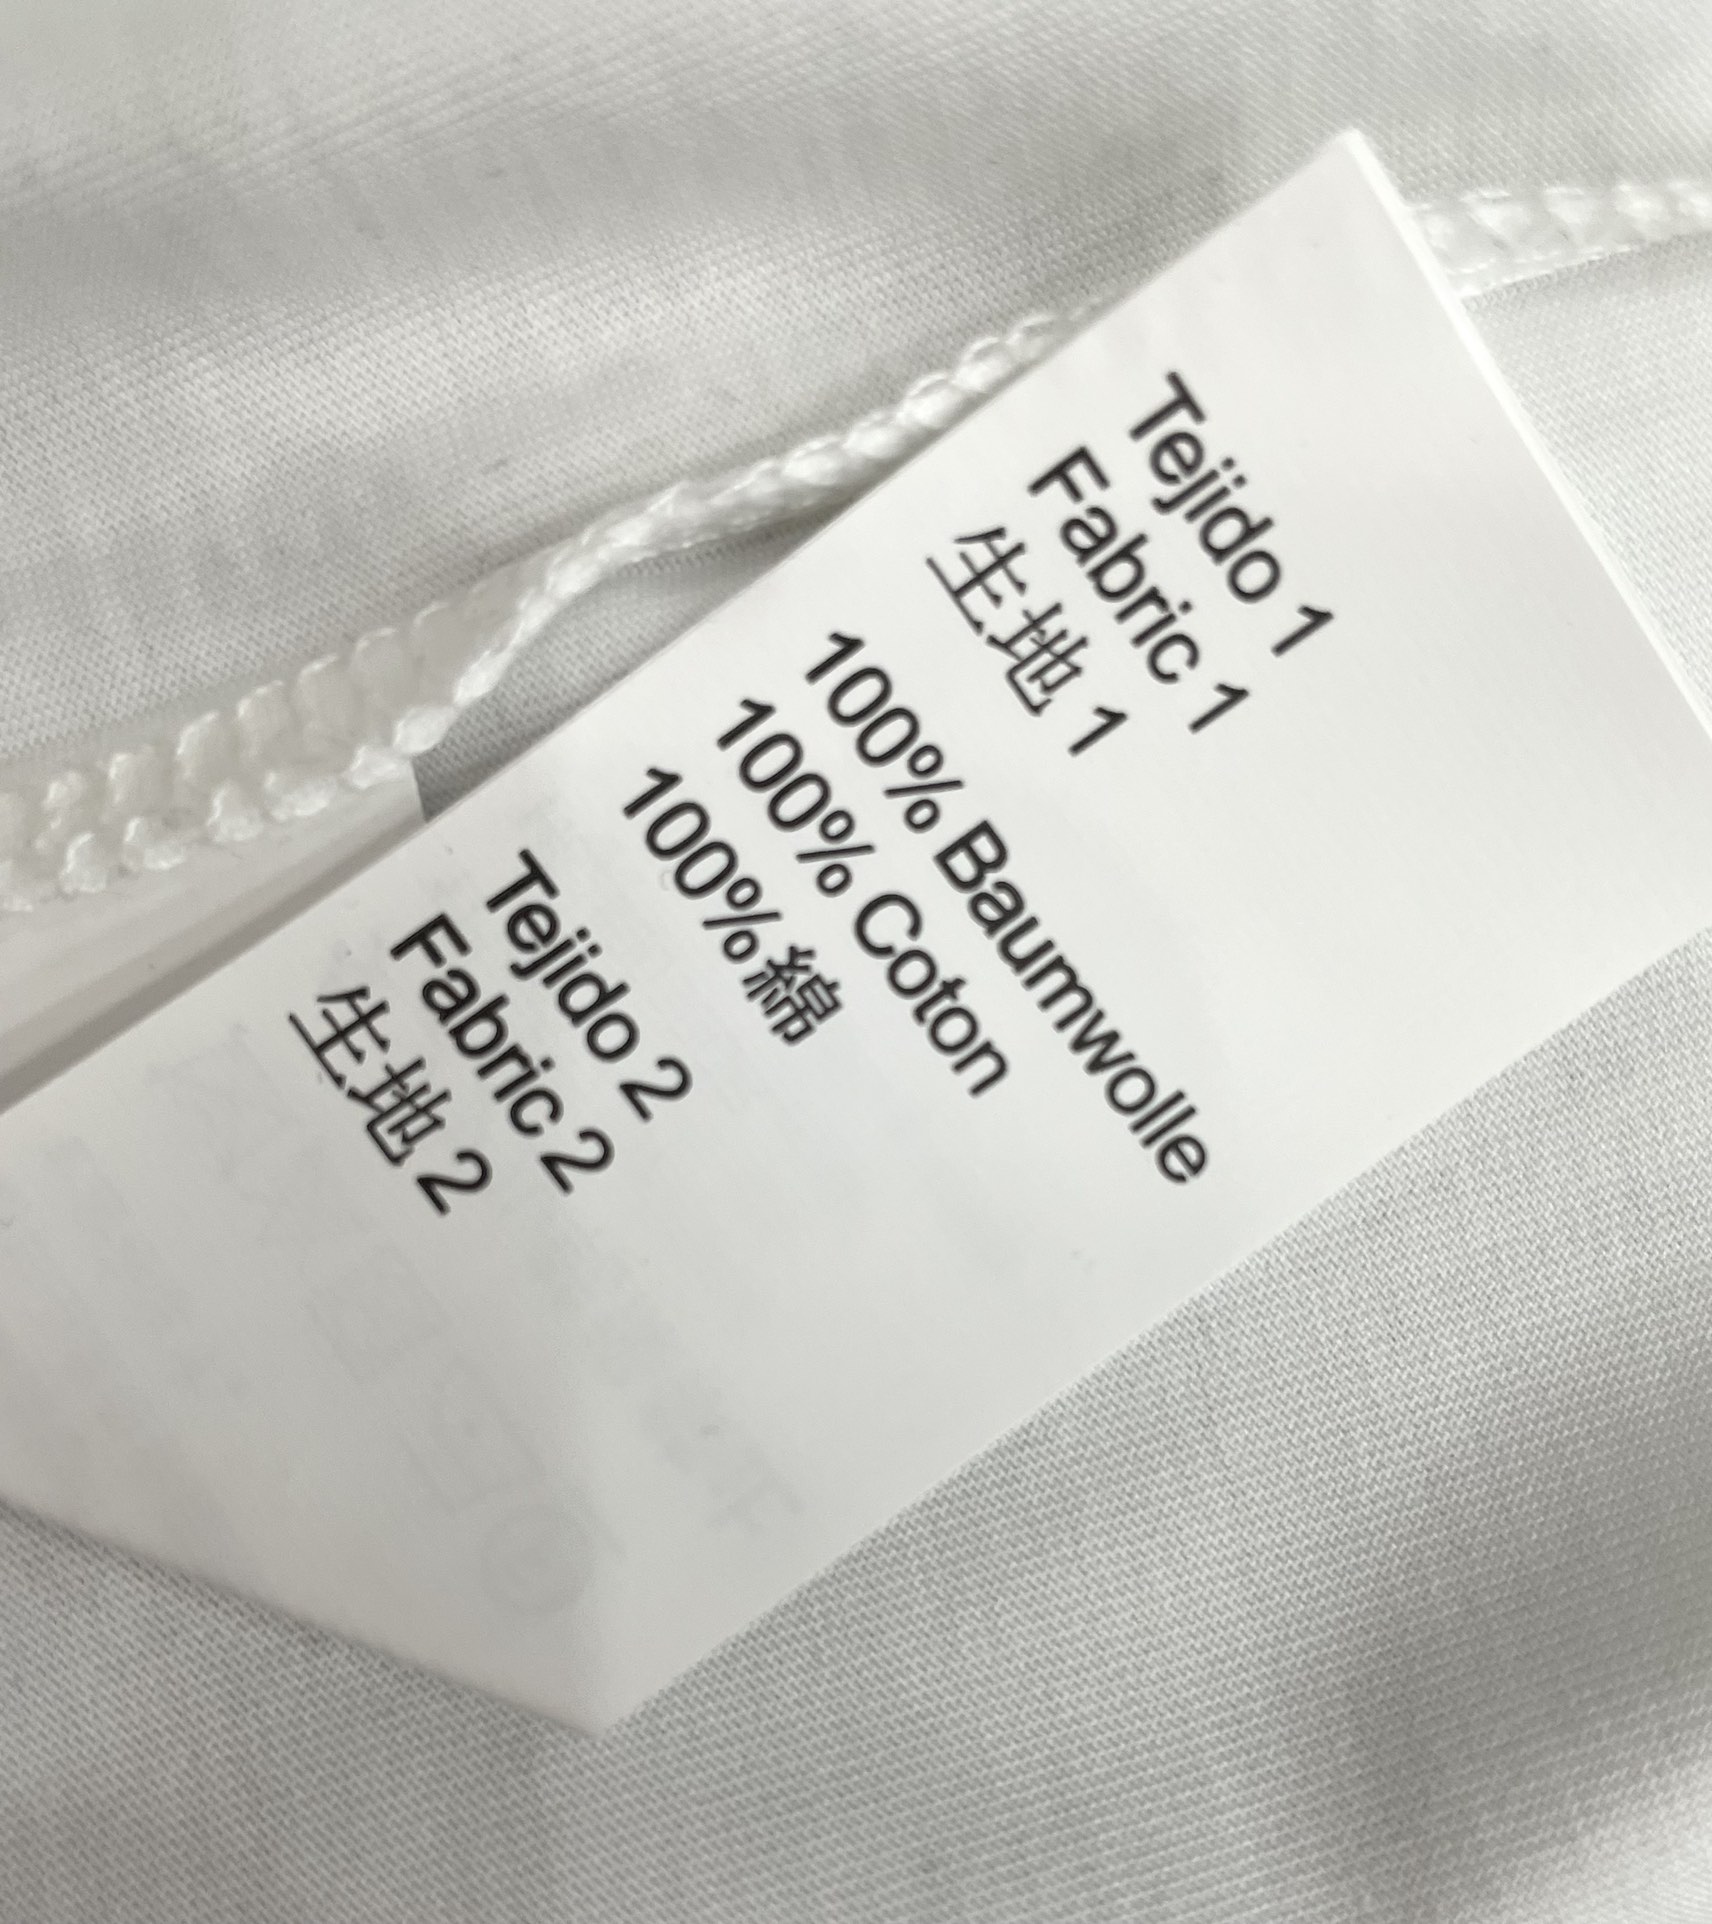 Tejido 1
Fabric 1
生地 1
100% Baumwolle
100% Coton
100% 綿
Tejido 2
Fabric 2
生地 2